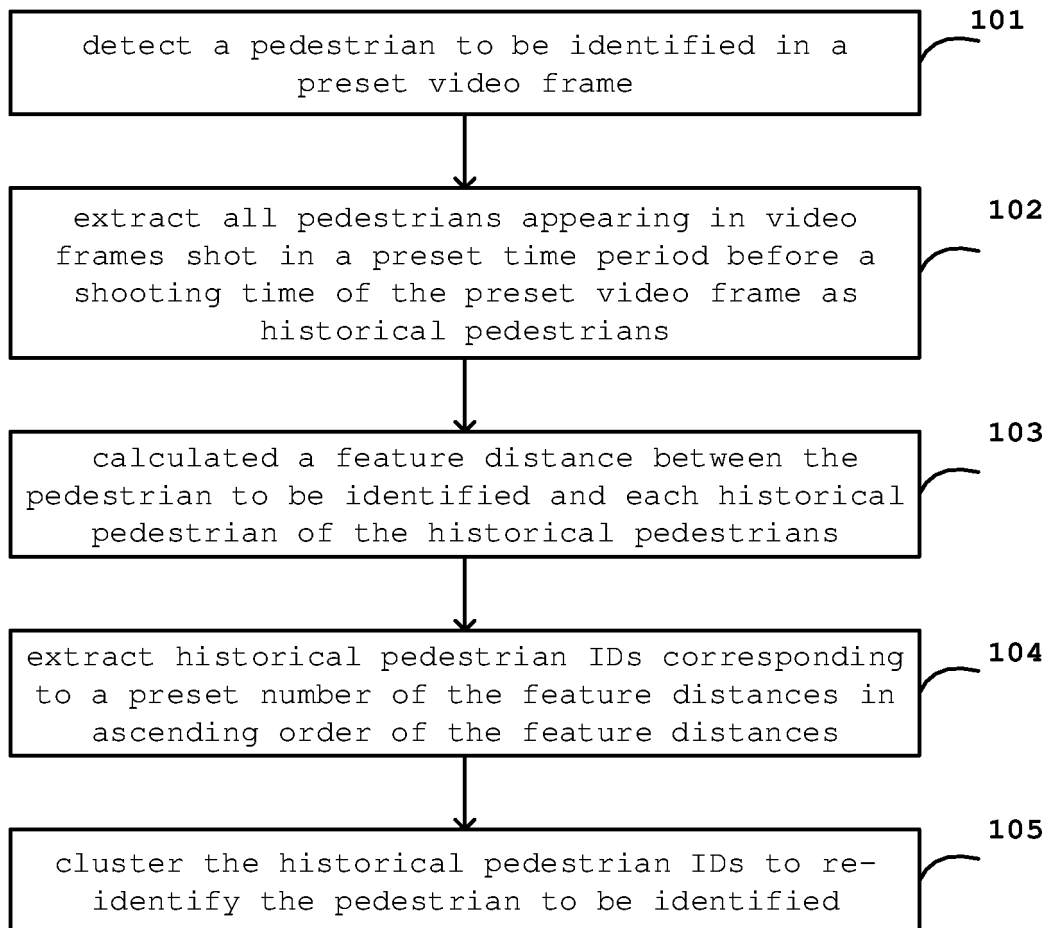 101
detect a pedestrian to be identified in a
preset video frame
102
extract all pedestrians appearing in video
frames shot in a preset time period before a
shooting time of the preset video frame as
historical pedestrians
103
calculated a feature distance between the
pedestrian to be identified and each historical
pedestrian of the historical pedestrians
104
extract historical pedestrian IDs corresponding
to a preset number of the feature distances in
ascending order of the feature distances
105
cluster the historical pedestrian IDs to re-
identify the pedestrian to be identified